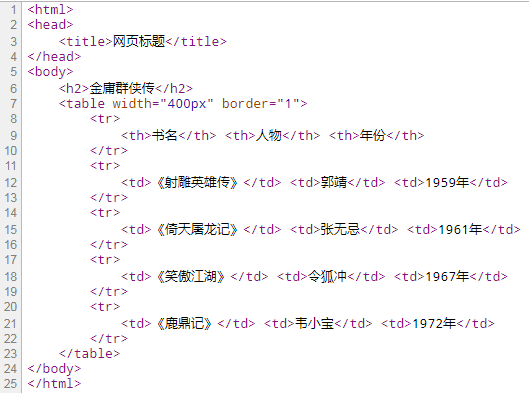 1 <html>
2 <head>
3 <title>网页标题</title>
4 </head>
5 <body>
6 <h2>金庸群侠传</h2>
7 <table width="400px" border="1">
8 <tr>
9 <th>书名</th> <th>人物</th> <th>年份</th>
10 </tr>
11 <tr>
12 <td>《射雕英雄传》</td> <td>郭靖</td> <td>1959年</td>
13 </tr>
14 <tr>
15 <td>《倚天屠龙记》</td> <td>张无忌</td> <td>1961年</td>
16 </tr>
17 <tr>
18 <td>《笑傲江湖》</td> <td>令狐冲</td> <td>1967年</td>
19 </tr>
20 <tr>
21 <td>《鹿鼎记》</td> <td>韦小宝</td> <td>1972年</td>
22 </tr>
23 </table>
24 </body>
25 </html>